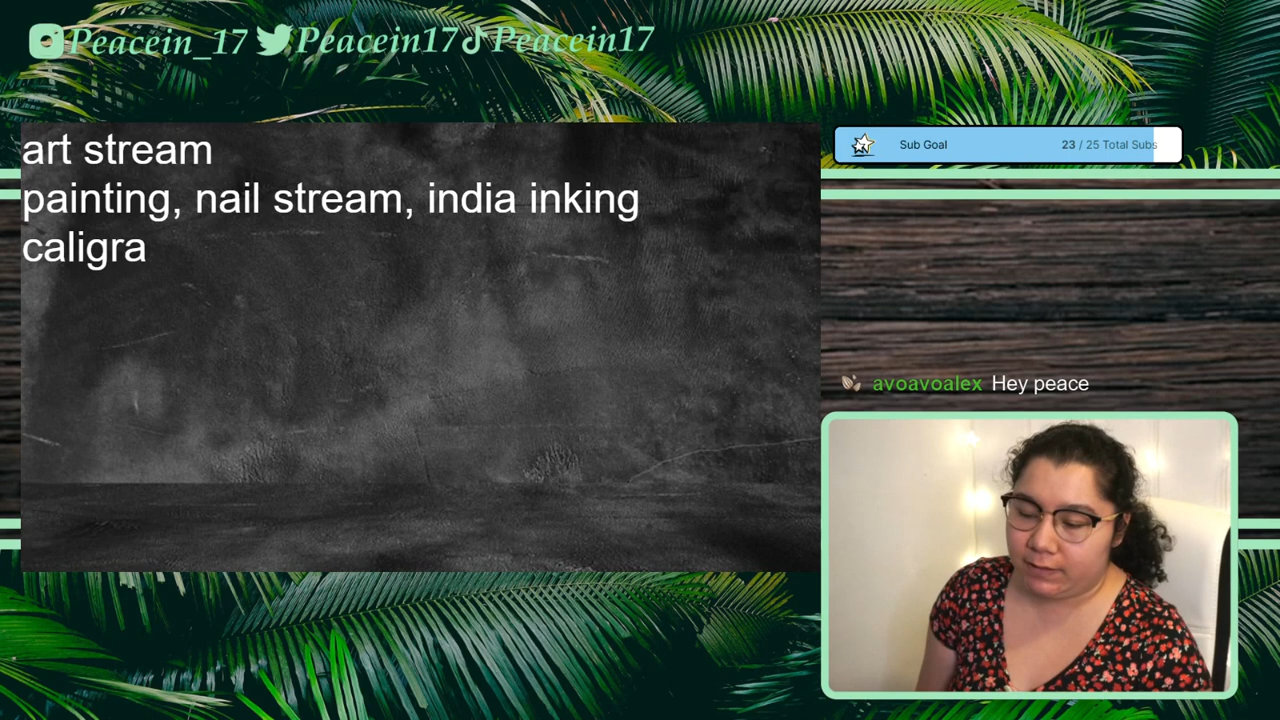 Peacein_17 Peacein17 Peacein17
art stream
painting, nail stream, india inking
caligra
Sub Goal 23 / 25 Total Subs
avoavoalex Hey peace